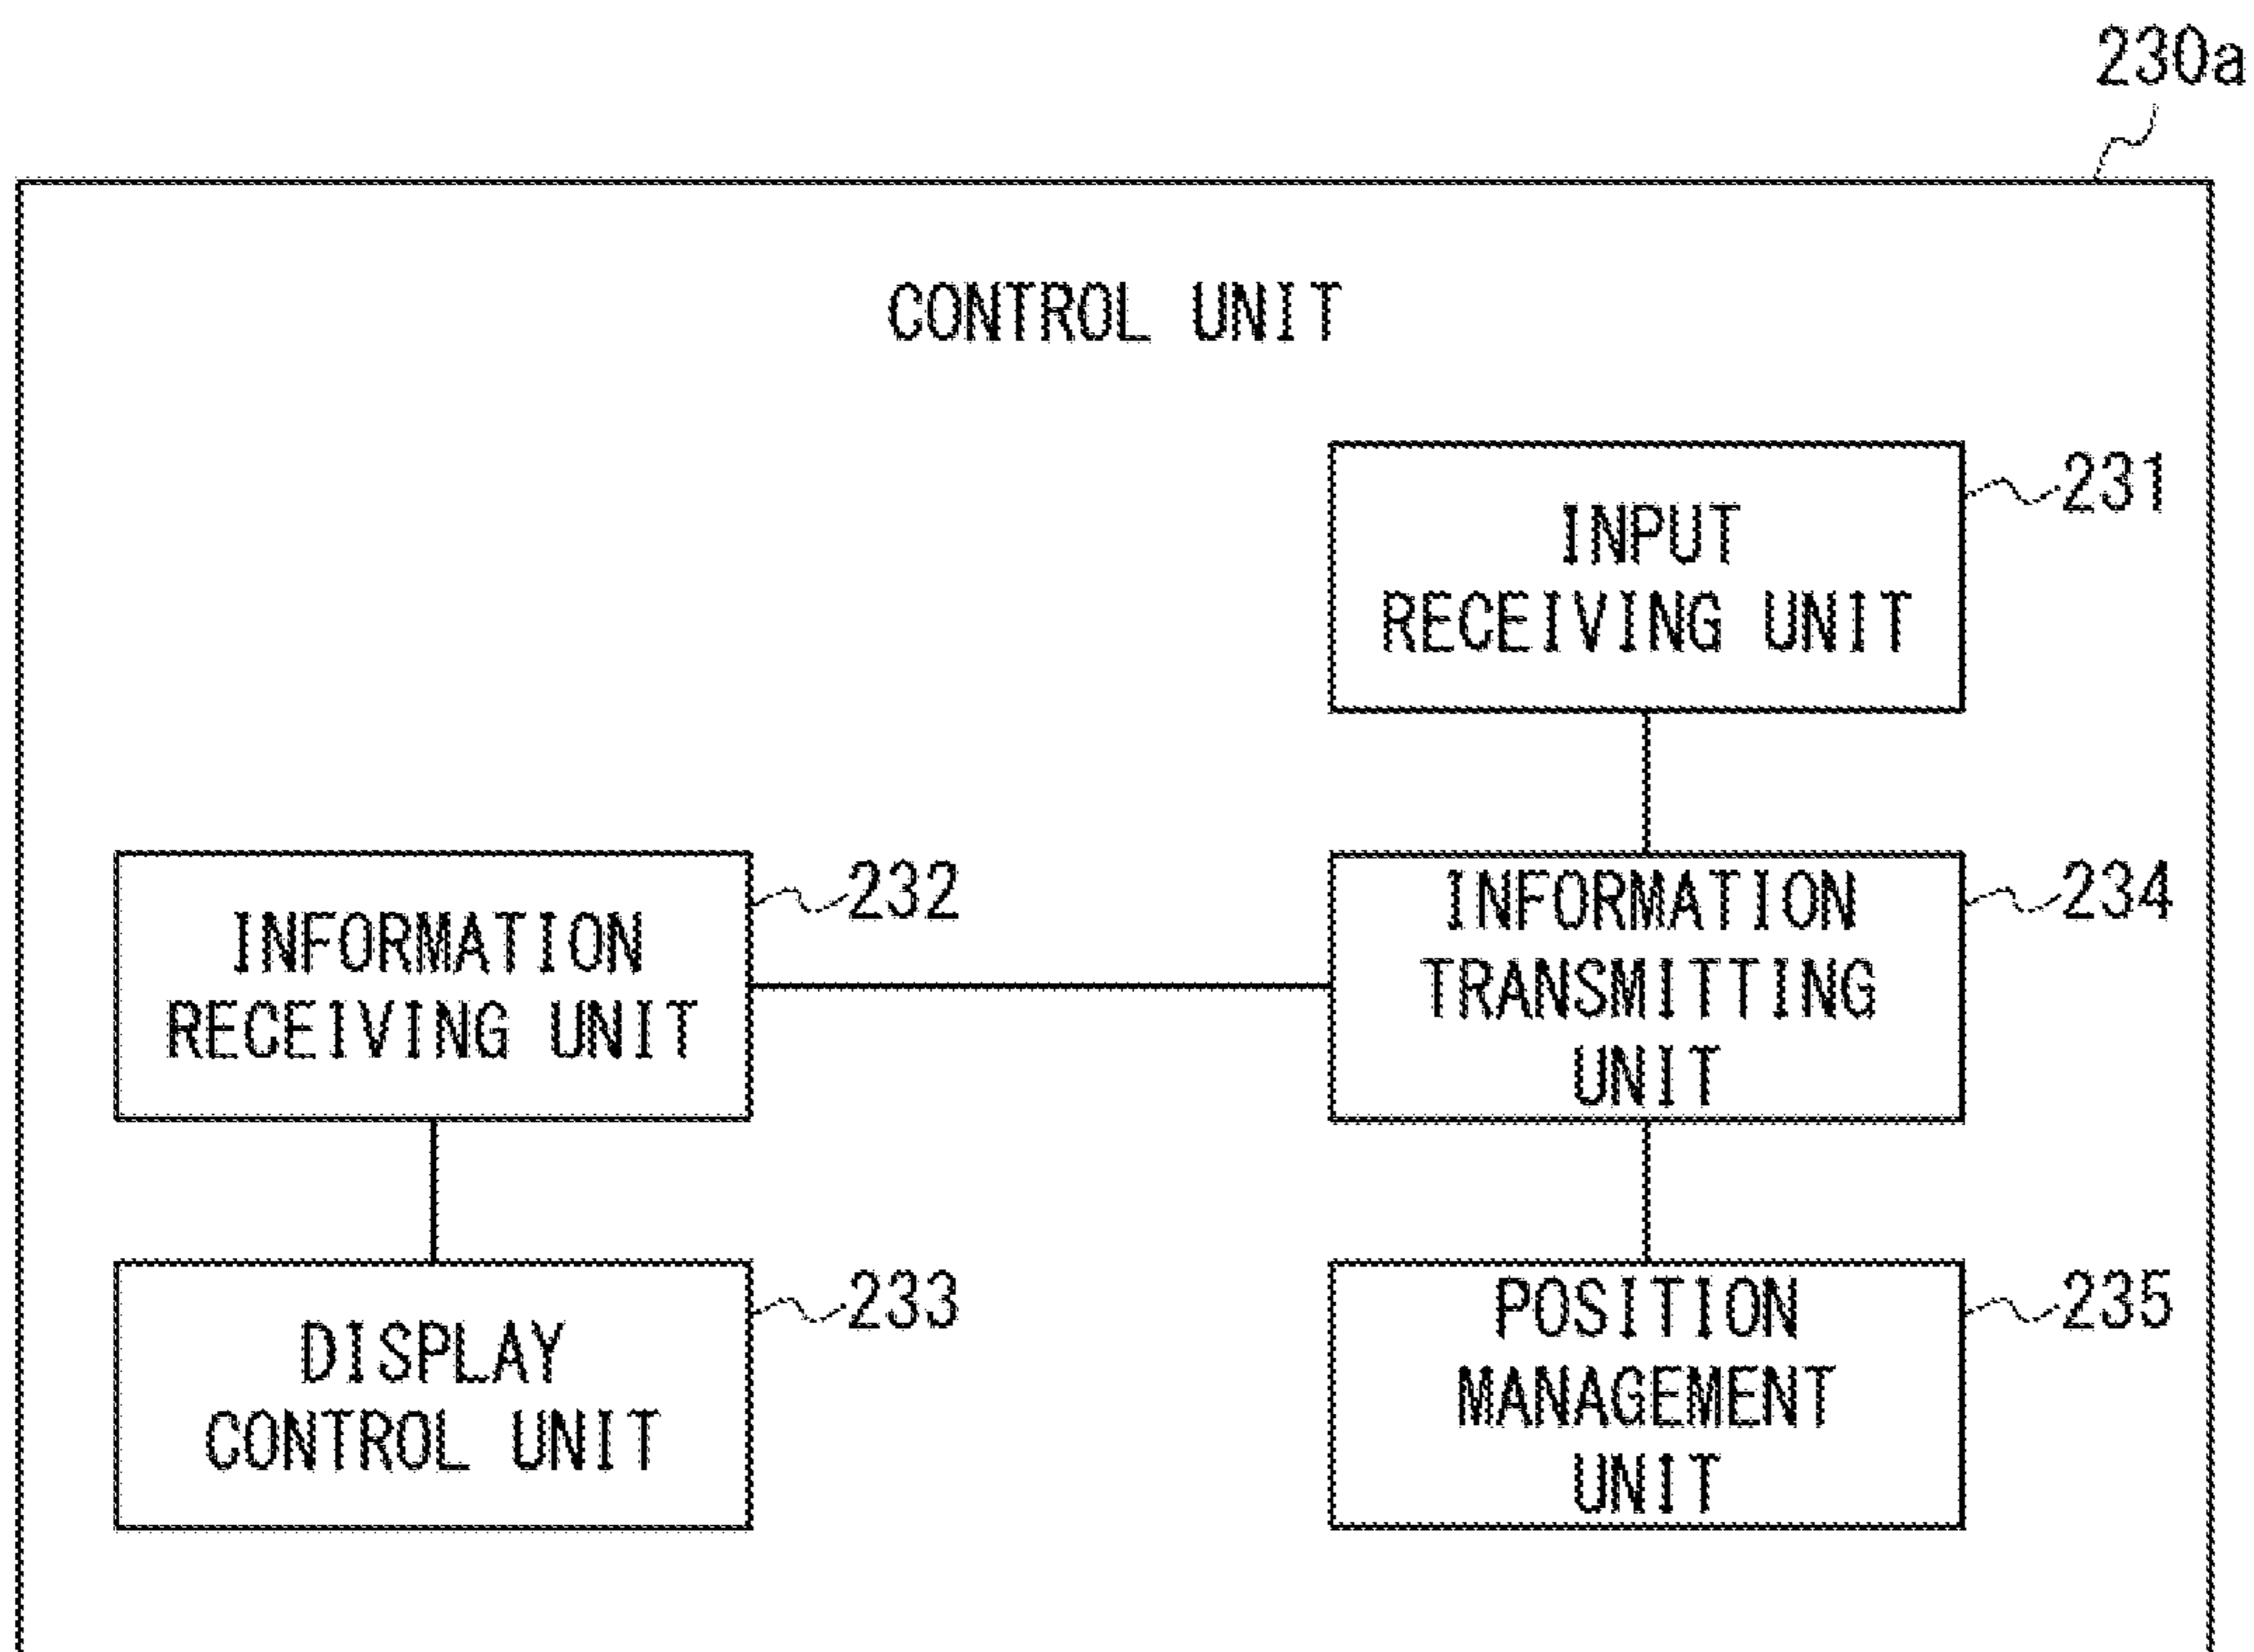 230a
CONTROL UNIT
INPUT
RECEIVING UNIT
231
INFORMATION
RECEIVING UNIT
232
INFORMATION
TRANSMITTING
UNIT
234
DISPLAY
CONTROL UNIT
233
POSITION
MANAGEMENT
UNIT
235